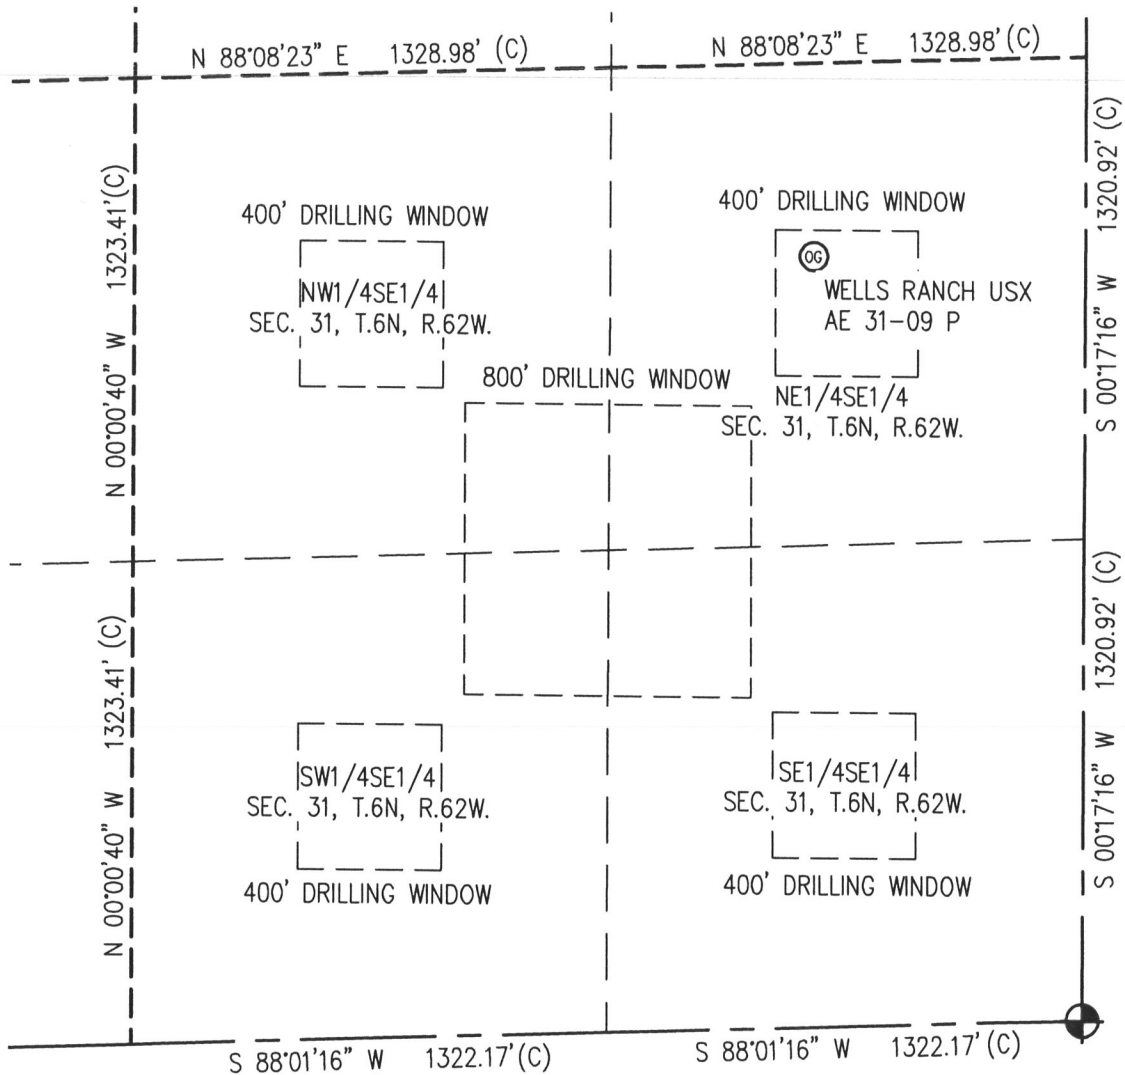 N 88°08'23" E 1328.98' (C)
N 88°08'23" E 1328.98' (C)
N 00°00'40" W 1323.41' (C)
S 00°17'16" W 1320.92' (C)
400' DRILLING WINDOW
400' DRILLING WINDOW
OG
NW1/4SE1/4
SEC. 31, T.6N, R.62W.
WELLS RANCH USX
AE 31-09 P
800' DRILLING WINDOW
NE1/4SE1/4
SEC. 31, T.6N, R.62W.
N 00°00'40" W 1323.41' (C)
S 00°17'16" W 1320.92' (C)
SW1/4SE1/4
SEC. 31, T.6N, R.62W.
SE1/4SE1/4
SEC. 31, T.6N, R.62W.
400' DRILLING WINDOW
400' DRILLING WINDOW
S 88°01'16" W 1322.17' (C)
S 88°01'16" W 1322.17' (C)